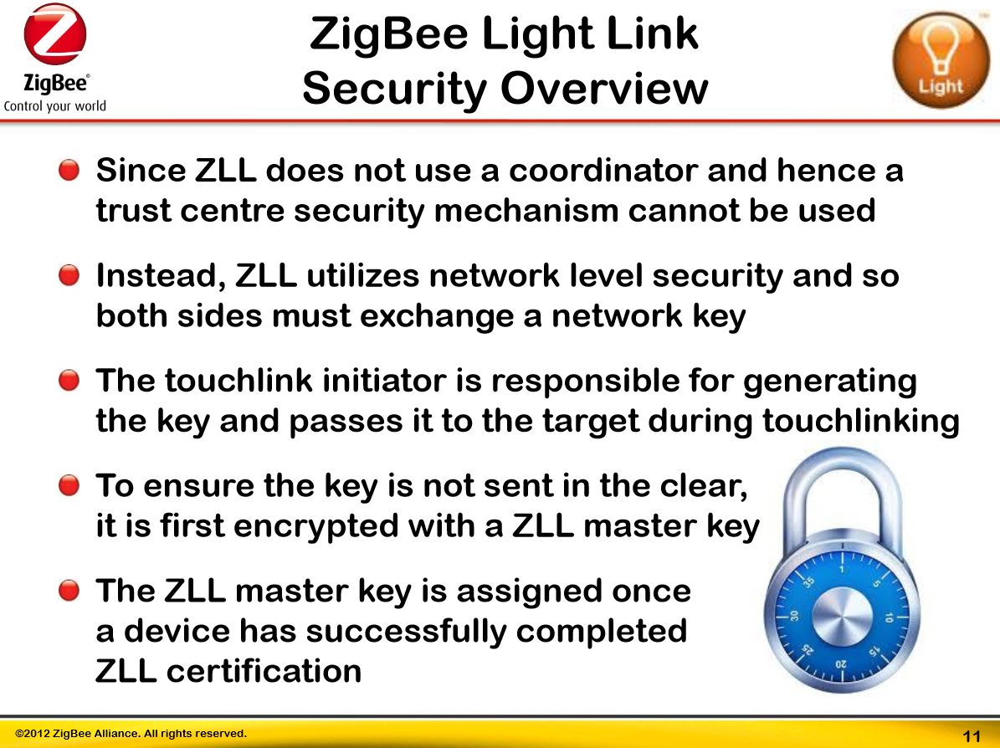 ZigBee®
Control your world
ZigBee Light Link
Security Overview
Light
Since ZLL does not use a coordinator and hence a
trust centre security mechanism cannot be used
Instead, ZLL utilizes network level security and so
both sides must exchange a network key
The touchlink initiator is responsible for generating
the key and passes it to the target during touchlinking
To ensure the key is not sent in the clear,
it is first encrypted with a ZLL master key
The ZLL master key is assigned once
a device has successfully completed
ZLL certification
1
5
10
15
20
25
30
35
©2012 ZigBee Alliance. All rights reserved.
11